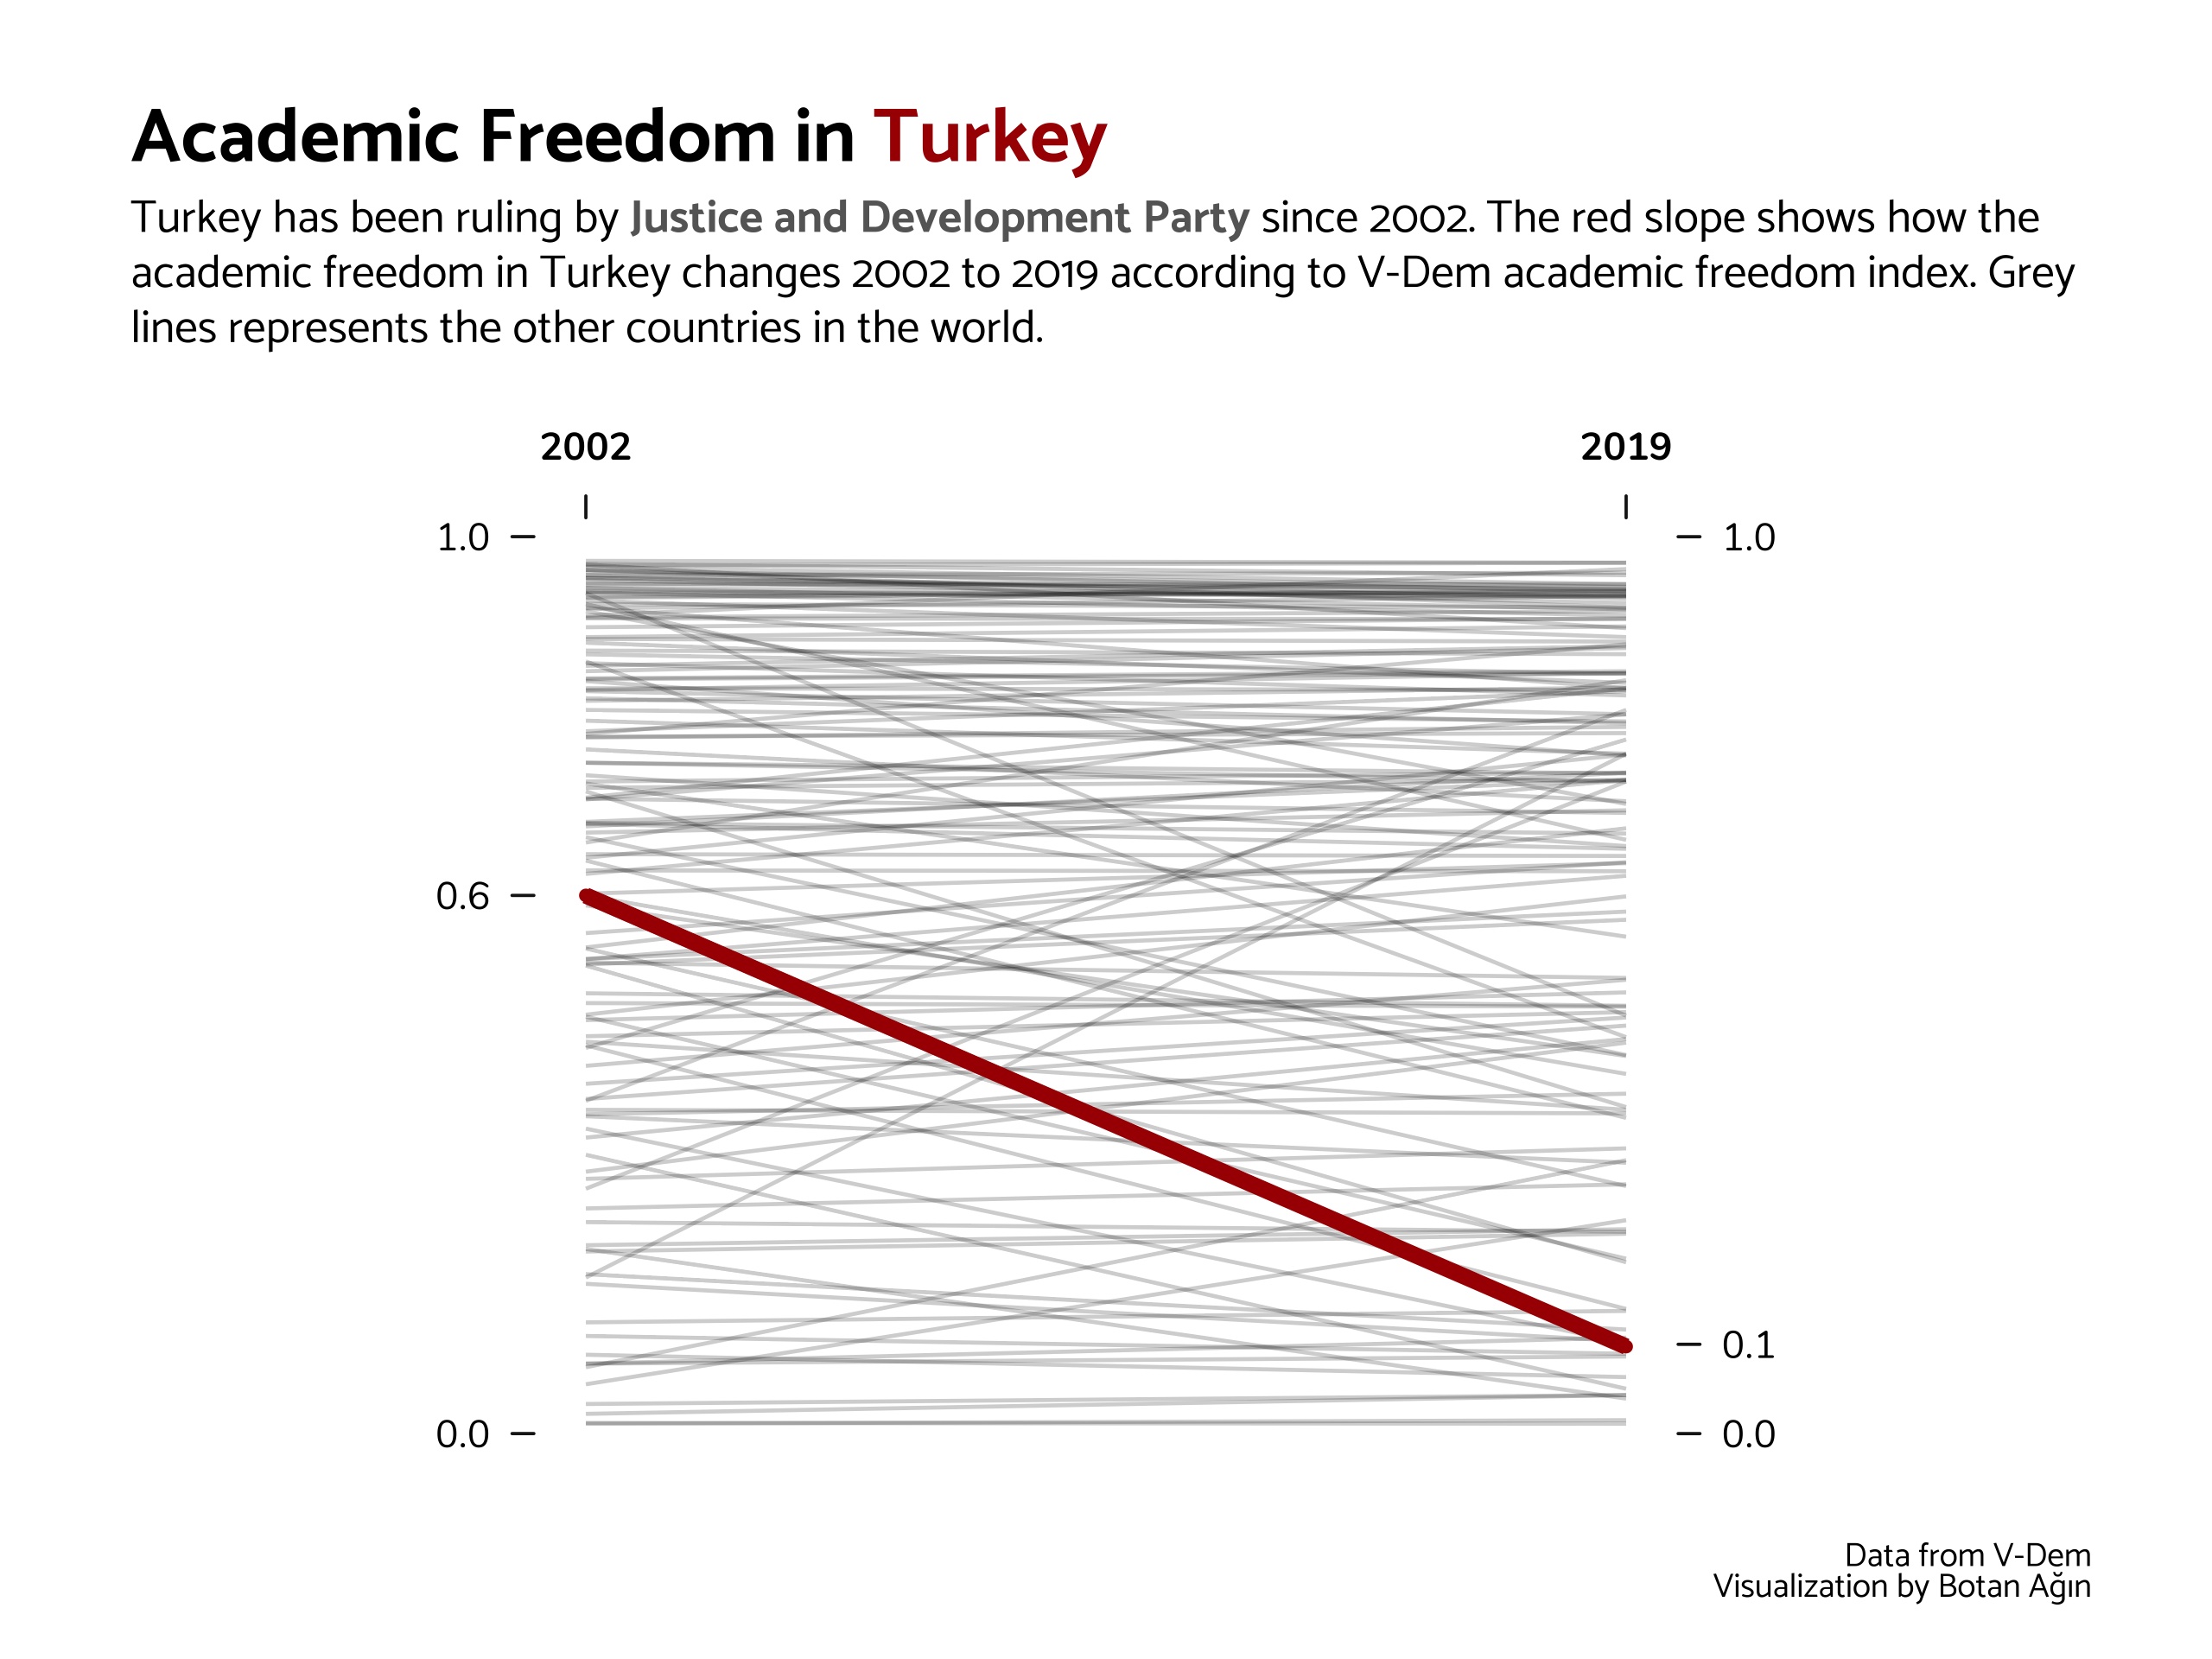 Academic Freedom in Turkey
Turkey has been ruling by Justice and Development Party since 2002. The red slope shows how the
academic freedom in Turkey changes 2002 to 2019 according to V-Dem academic freedom index. Grey
lines represents the other countries in the world.
2002 2019
1.0 1.0
0.6
0.1
0.0 0.0
Data from V-Dem
Visualization by Botan Ağın